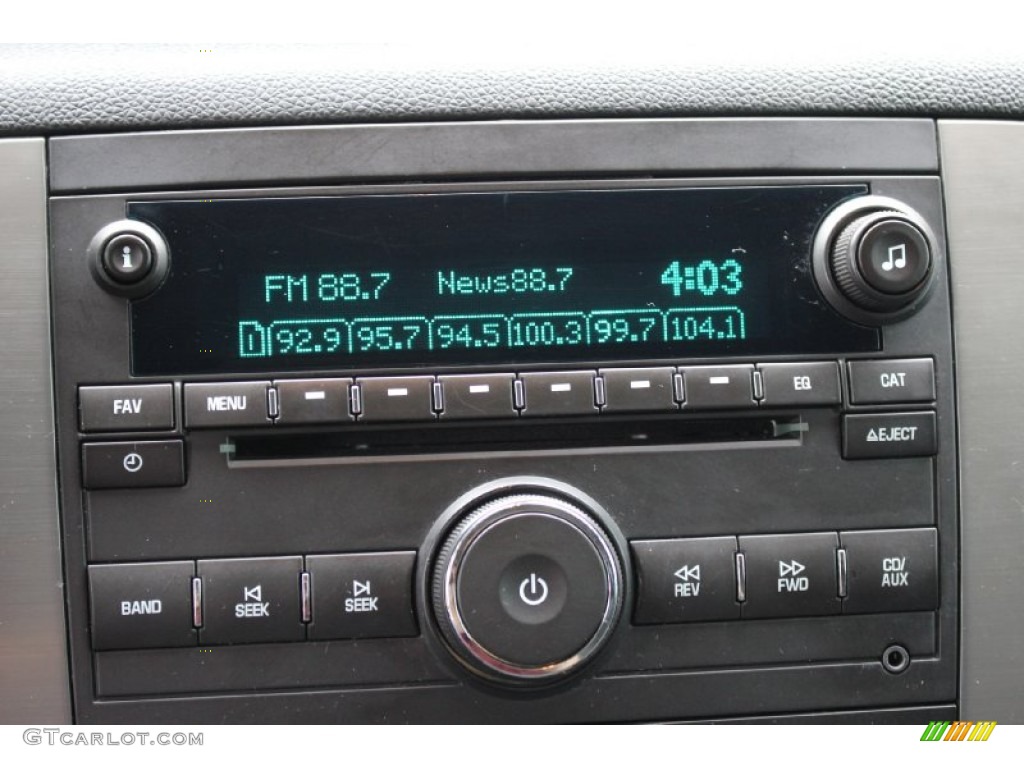 i
FM 88.7 News88.7 4:03
1 92.9 95.7 94.5 100.3 99.7 104.1
FAV MENU EQ CAT
EJECT
BAND SEEK SEEK REV FWD CD/
AUX
GTCARLOT.COM